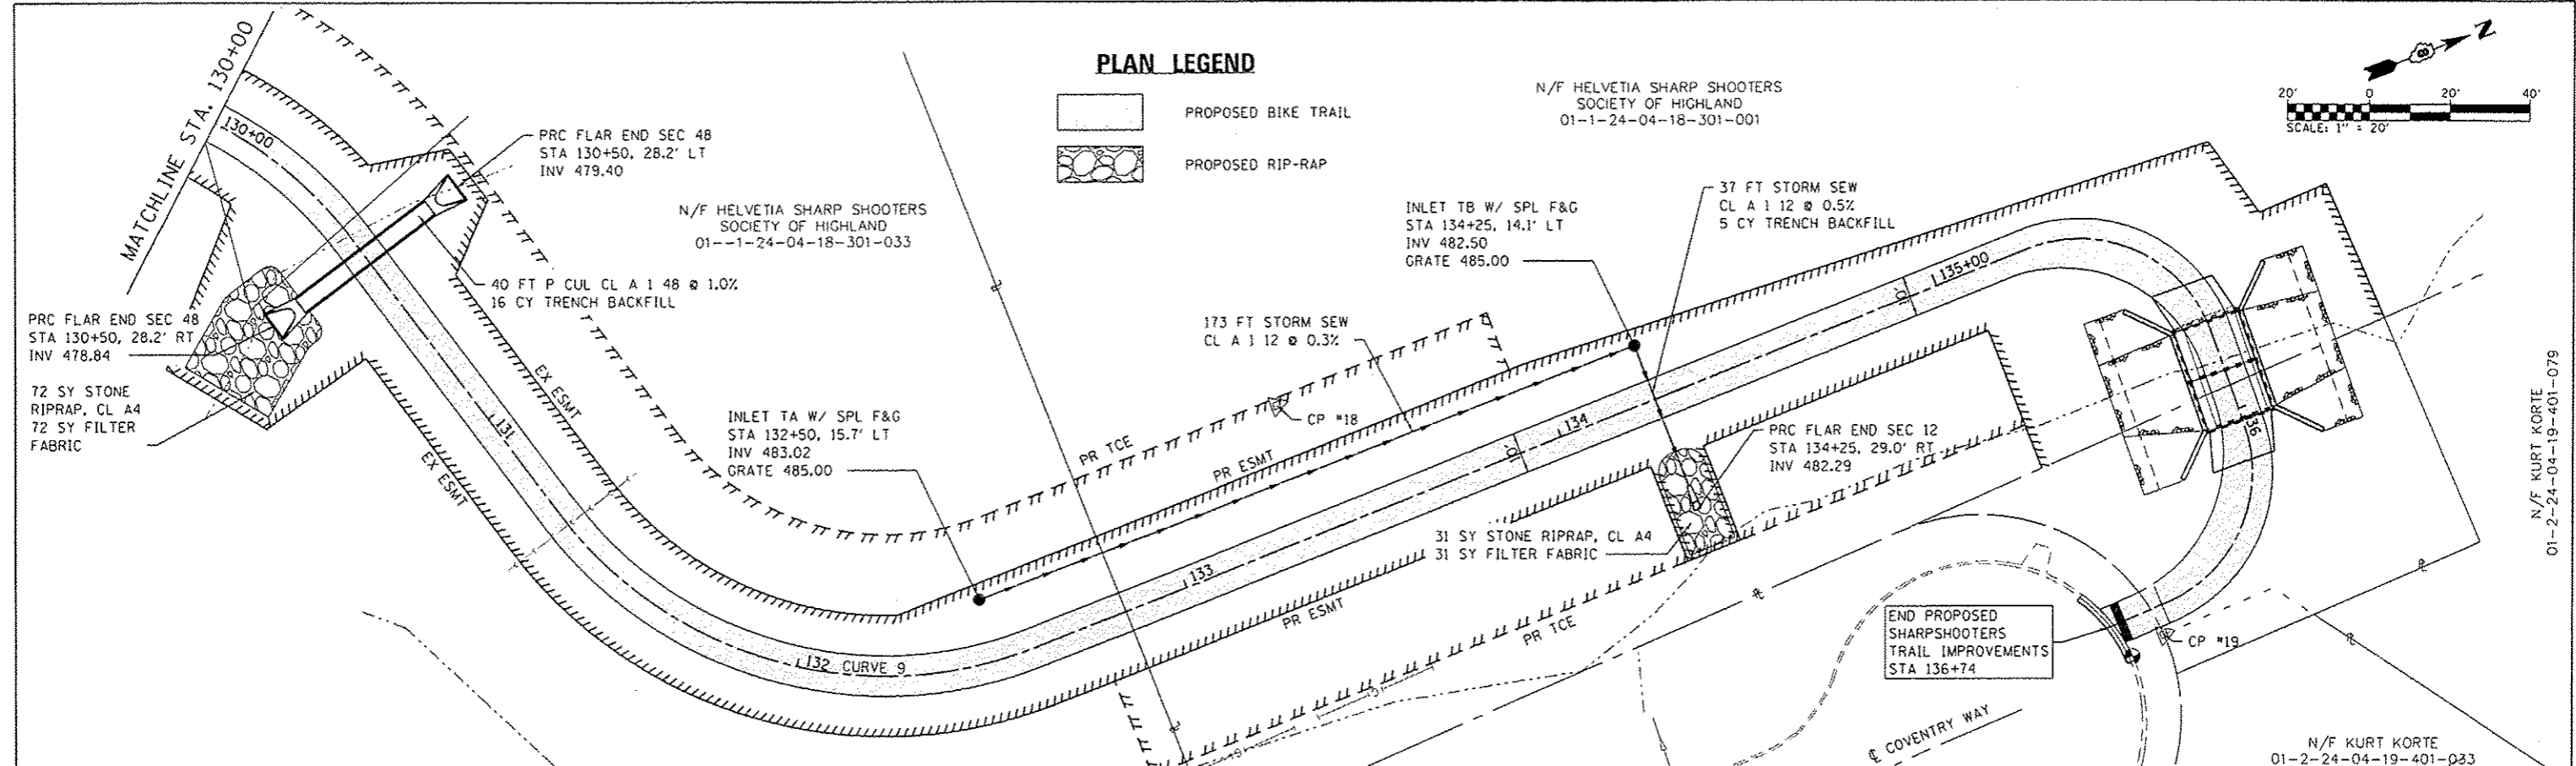 MATCHLINE STA. 130+00
130+00
PRC FLAR END SEC 48
STA 130+50, 28.2' LT
INV 479.40
N/F HELVETIA SHARP SHOOTERS
SOCIETY OF HIGHLAND
01--1-24-04-18-301-033
40 FT P CUL CL A 1 48 @ 1.0%
16 CY TRENCH BACKFILL
PRC FLAR END SEC 48
STA 130+50, 28.2' RT
INV 478.84
72 SY STONE
RIPRAP, CL A4
72 SY FILTER
FABRIC
EX ESMT
EX ESMT
131
PLAN LEGEND
PROPOSED BIKE TRAIL
PROPOSED RIP-RAP
N/F HELVETIA SHARP SHOOTERS
SOCIETY OF HIGHLAND
01-1-24-04-18-301-001
N
20' 0 20' 40'
SCALE: 1" = 20'
INLET TB W/ SPL F&G
STA 134+25, 14.1' LT
INV 482.50
GRATE 485.00
37 FT STORM SEW
CL A 1 12 @ 0.5%
5 CY TRENCH BACKFILL
173 FT STORM SEW
CL A 1 12 @ 0.3%
CP #18
INLET TA W/ SPL F&G
STA 132+50, 15.7' LT
INV 483.02
GRATE 485.00
PR TCE
PR ESMT
132 CURVE 9
133
134
10'
10'
135+00
136
PRC FLAR END SEC 12
STA 134+25, 29.0' RT
INV 482.29
31 SY STONE RIPRAP, CL A4
31 SY FILTER FABRIC
PR ESMT
PR TCE
END PROPOSED
SHARPSHOOTERS
TRAIL IMPROVEMENTS
STA 136+74
CP #19
℄ COVENTRY WAY
N/F KURT KORTE
01-2-24-04-19-401-079
N/F KURT KORTE
01-2-24-04-19-401-033